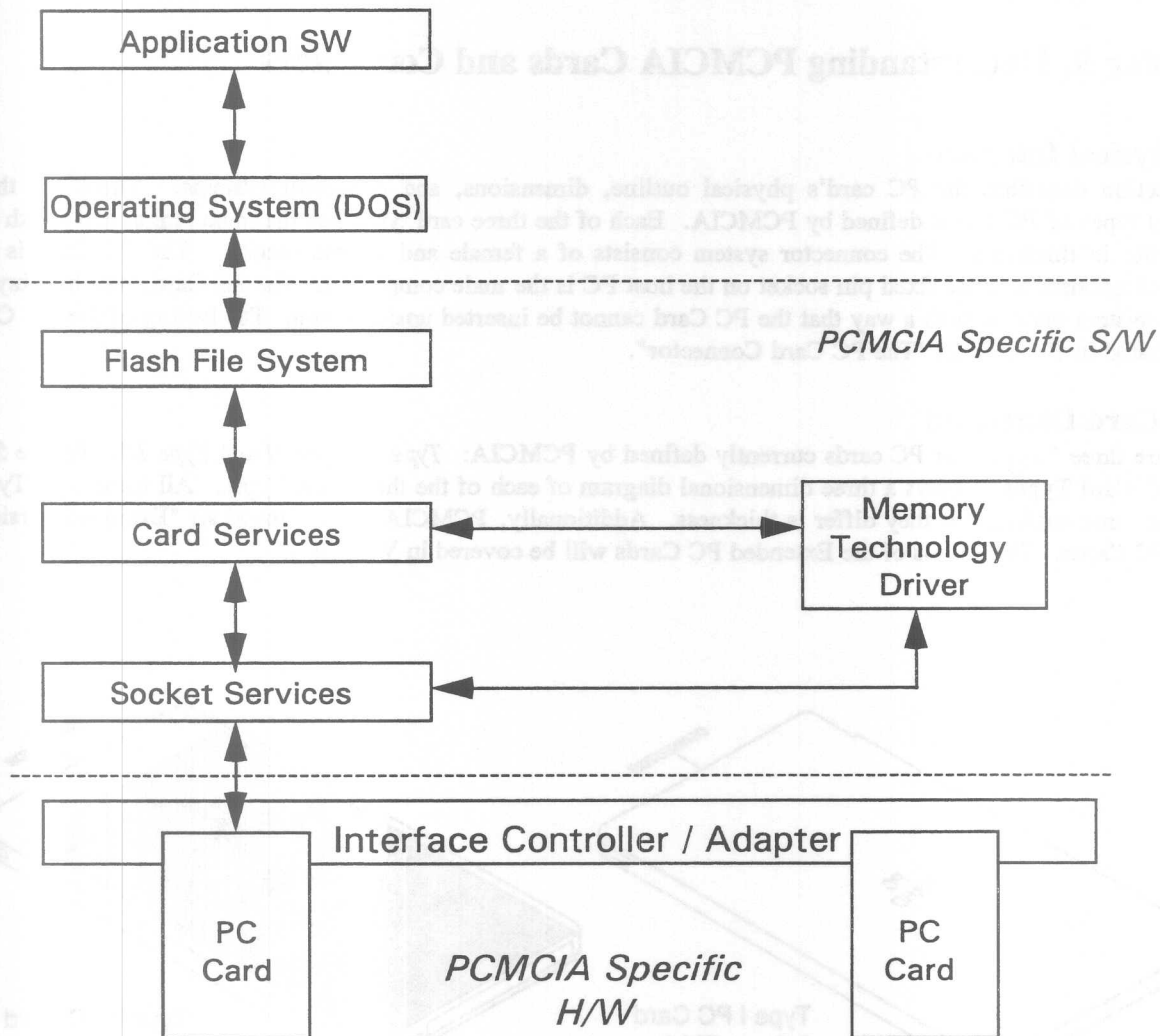 Application SW
Operating System (DOS)
Flash File System
PCMCIA Specific S/W
Card Services
Memory
Technology
Driver
Socket Services
Interface Controller / Adapter
PC
Card
PCMCIA Specific
H/W
PC
Card